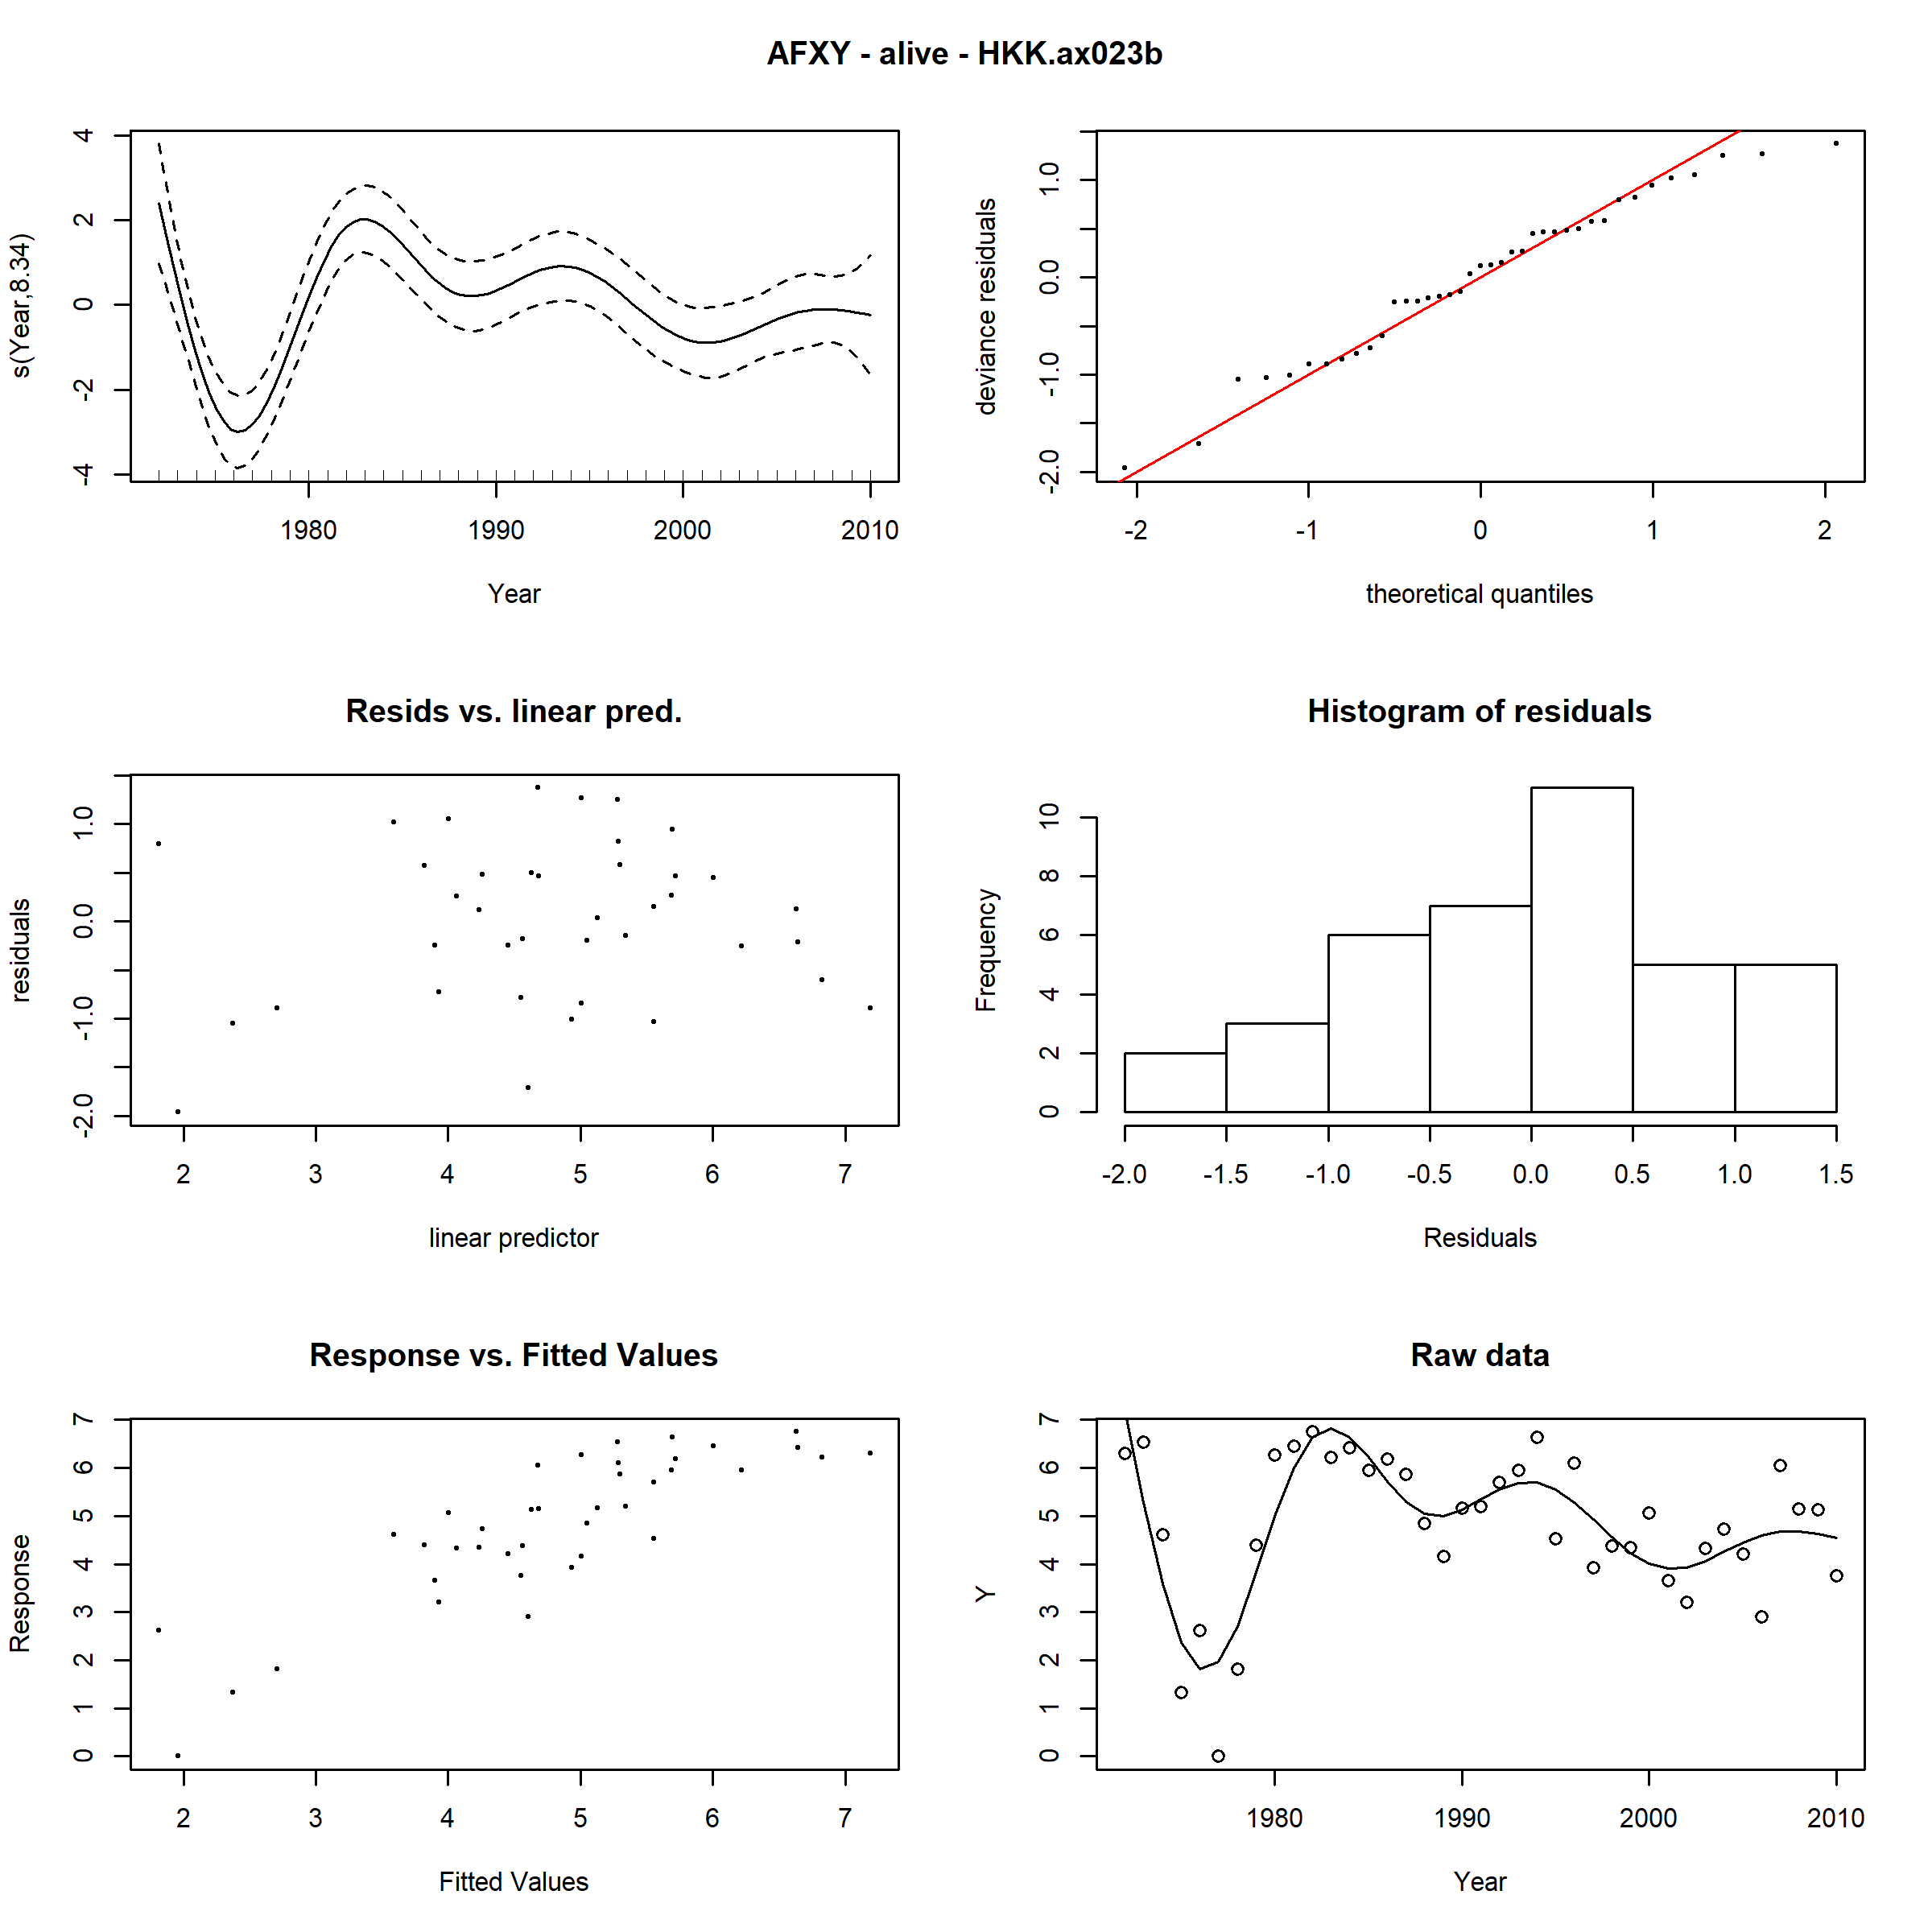 AFXY - alive - HKK.ax023b
s(Year,8.34)
4
2
0
-2
-4
1980 1990 2000 2010
Year
deviance residuals
1.0
0.0
-1.0
-2.0
-2 -1 0 1 2
theoretical quantiles
Resids vs. linear pred.
residuals
1.0
0.0
-1.0
-2.0
2 3 4 5 6 7
linear predictor
Histogram of residuals
Frequency
10
8
6
4
2
0
-2.0 -1.5 -1.0 -0.5 0.0 0.5 1.0 1.5
Residuals
Response vs. Fitted Values
Response
7
6
5
4
3
2
1
0
2 3 4 5 6 7
Fitted Values
Raw data
Y
7
6
5
4
3
2
1
0
1980 1990 2000 2010
Year